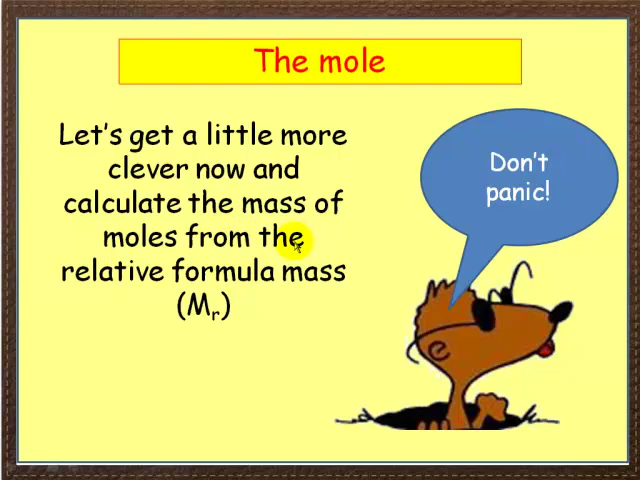 The mole
Let's get a little more
clever now and
calculate the mass of
moles from the
relative formula mass
(Mᵣ)
Don't
panic!